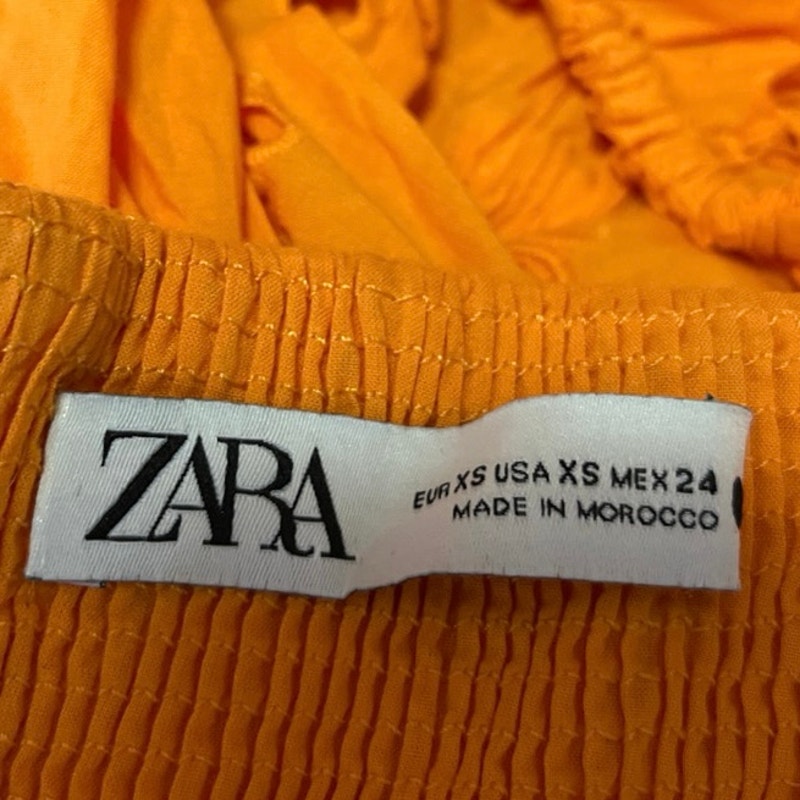 ZARA
EUR XS USA XS MEX 24
MADE IN MOROCCO